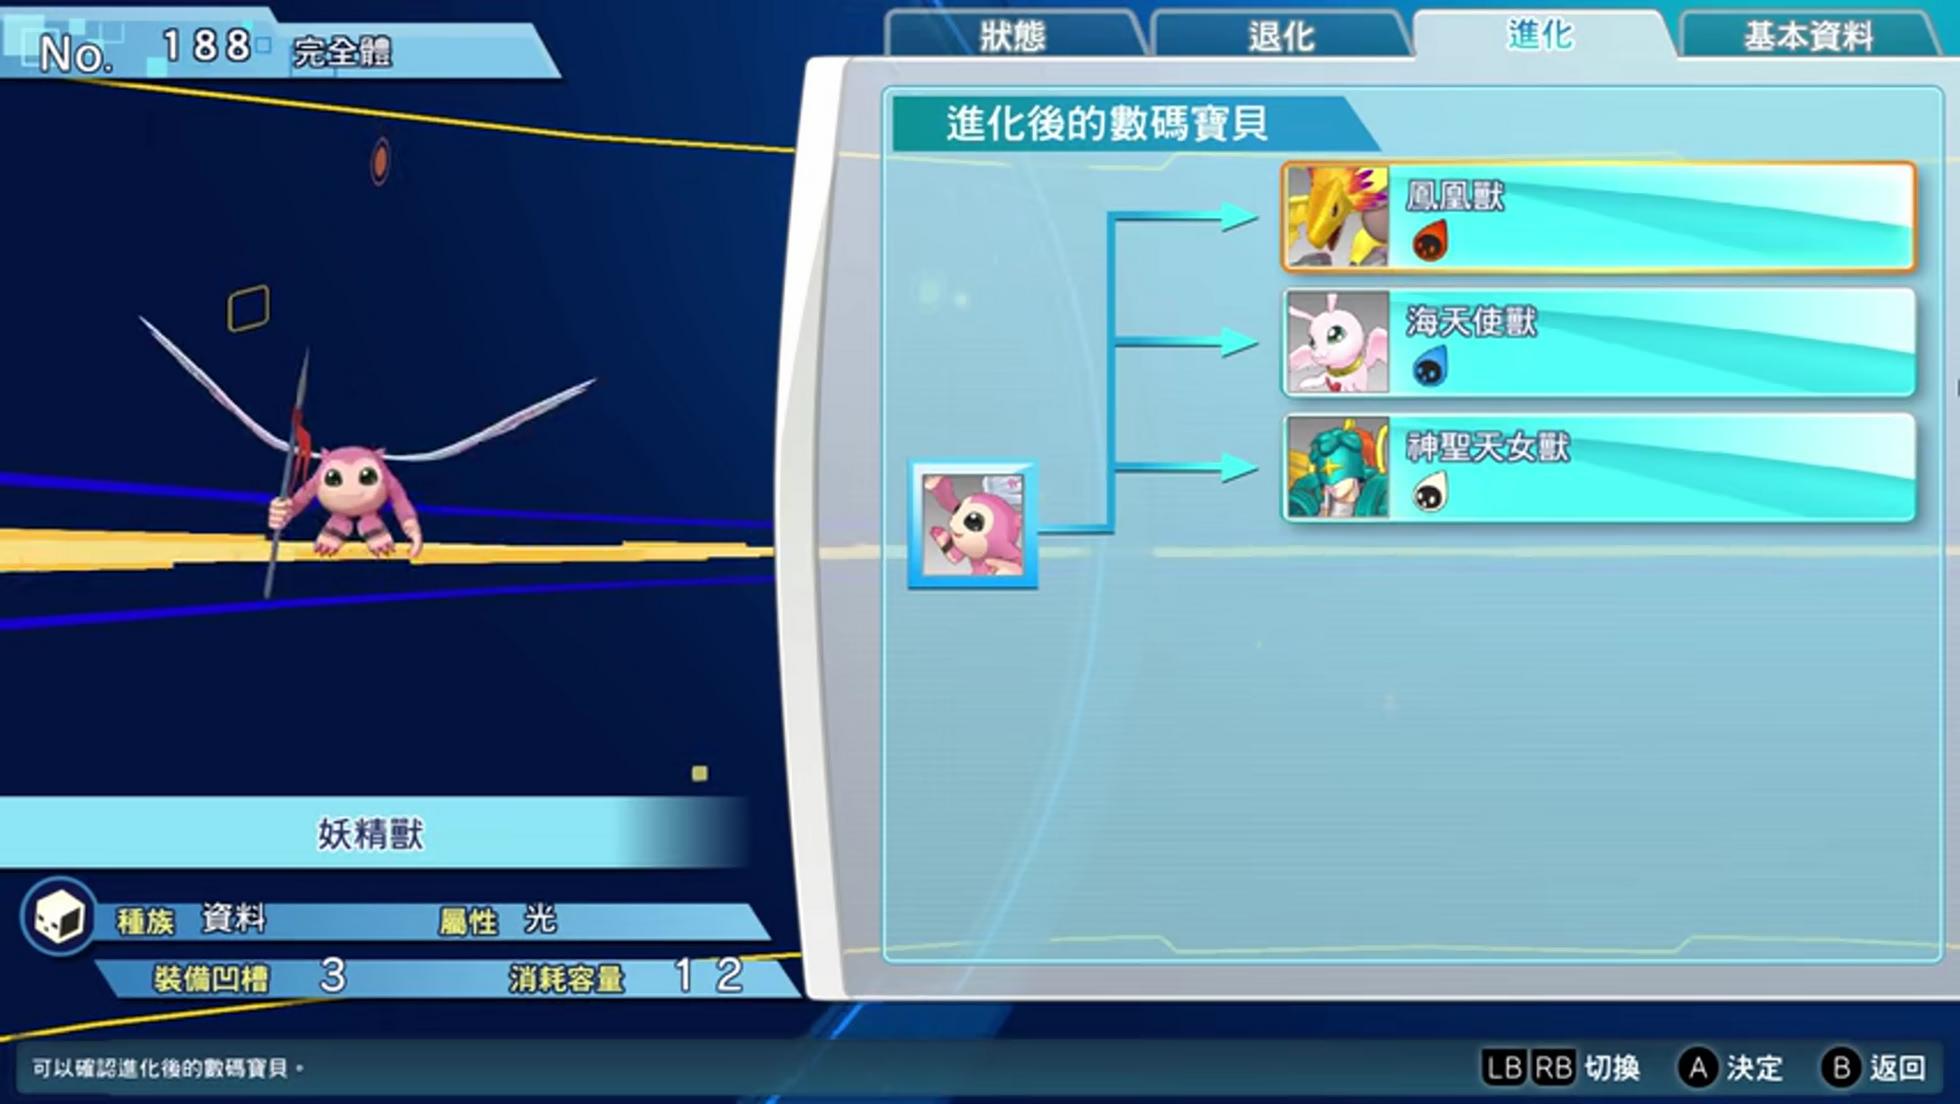 No. 188 完全體
狀態
退化
進化
基本資料
進化後的數碼寶貝
鳳凰獸
海天使獸
神聖天女獸
妖精獸
種族 資料 屬性 光
裝備凹槽 3 消耗容量 12
可以確認進化後的數碼寶貝。
LB RB 切換 A 決定 B 返回